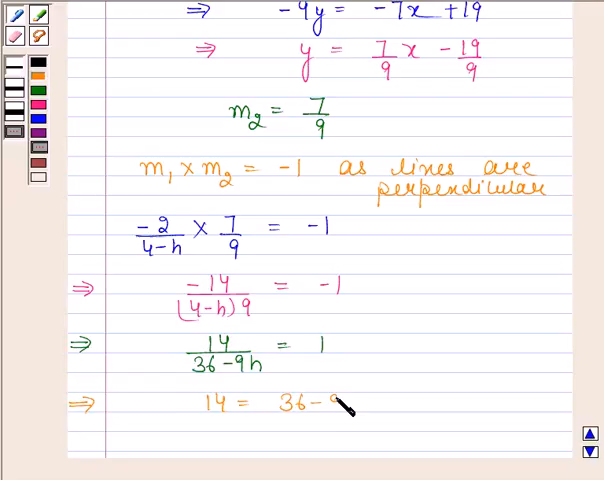 ⇒ -9y = -7x + 19
⇒ y = 7/9 x - 19/9
m₂ = 7/9
m₁ × m₂ = -1 as lines are
perpendicular
-2/(4-h) × 7/9 = -1
⇒ -14/((4-h)9) = -1
⇒ 14/(36-9h) = 1
⇒ 14 = 36-9